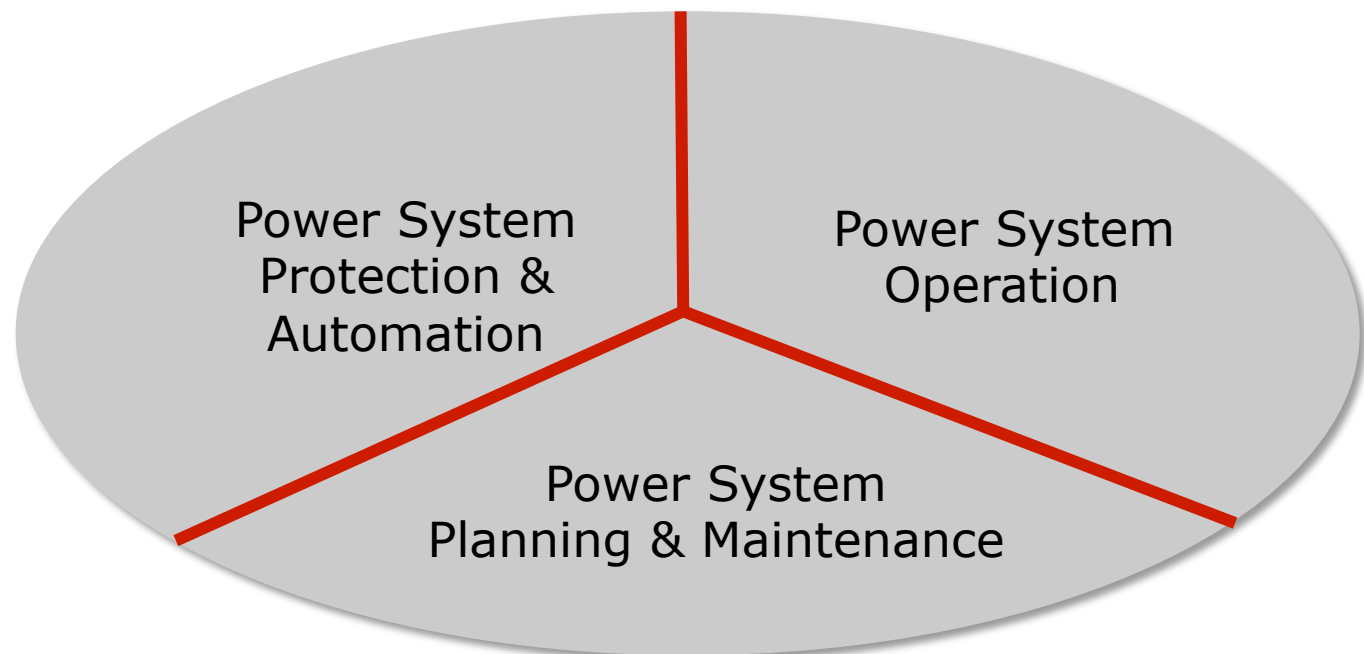 Power System
Protection &
Automation
Power System
Operation
Power System
Planning & Maintenance